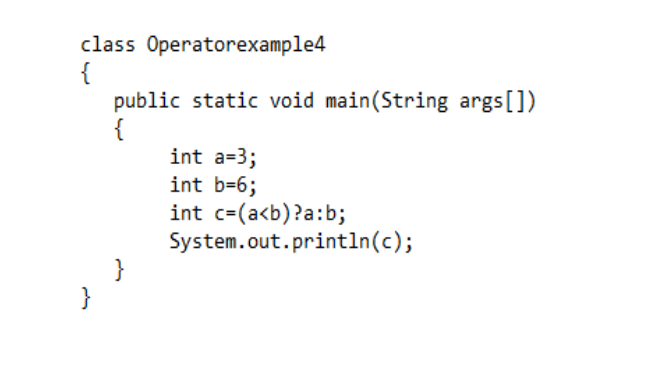 class Operatorexample4
{
public static void main(String args[])
{
int a=3;
int b=6;
int c=(a<b)?a:b;
System.out.println(c);
}
}